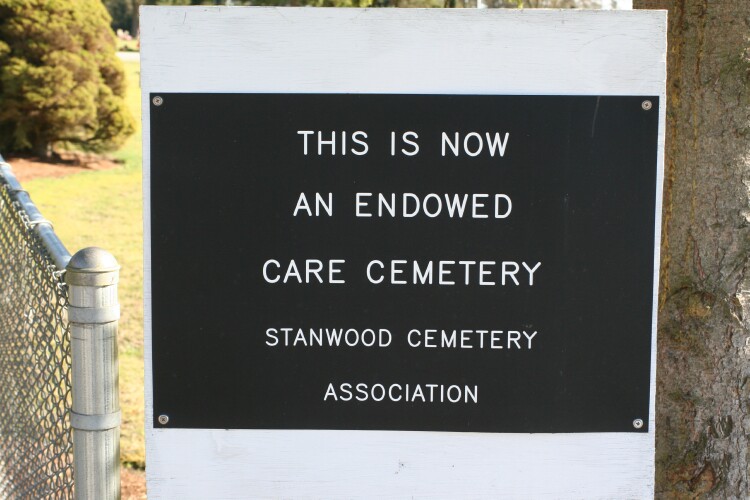 THIS IS NOW
AN ENDOWED
CARE CEMETERY
STANWOOD CEMETERY
ASSOCIATION